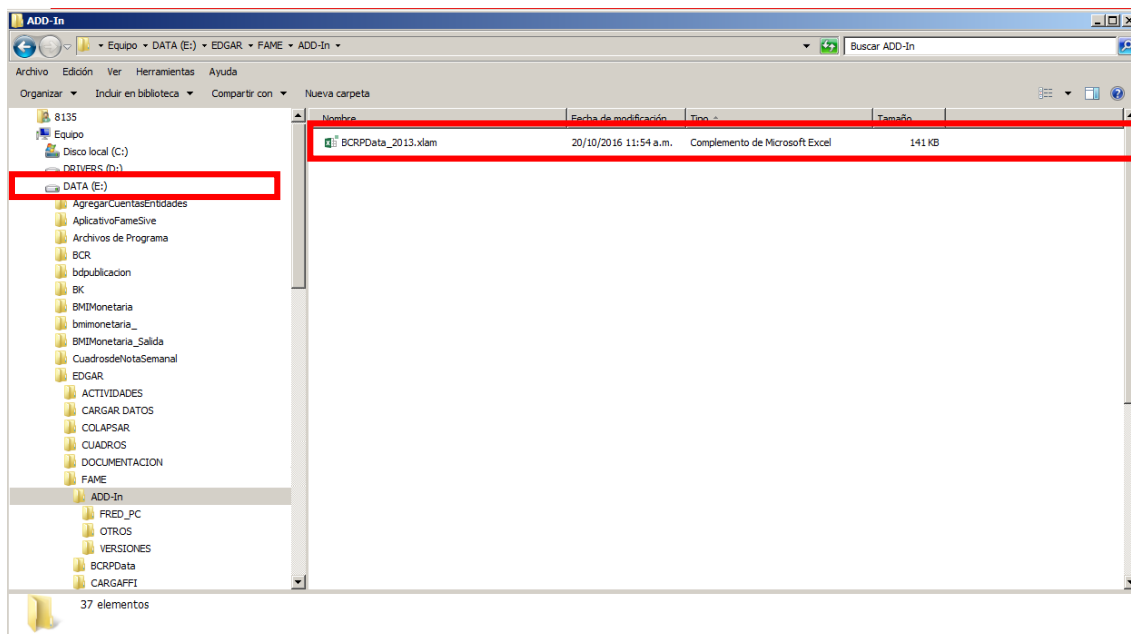 ADD-In
Equipo DATA (E:) EDGAR FAME ADD-In
Buscar ADD-In
Archivo Edición Ver Herramientas Ayuda
Organizar Incluir en biblioteca Compartir con Nueva carpeta
8135
Equipo
Disco local (C:)
DRIVERS (D:)
DATA (E:)
AgregarCuentasEntidades
AplicativoFameSive
Archivos de Programa
BCR
bdpublicacion
BK
BMIMonetaria
bmimonetaria_
BMIMonetaria_Salida
CuadrosdeNotaSemanal
EDGAR
ACTIVIDADES
CARGAR DATOS
COLAPSAR
CUADROS
DOCUMENTACION
FAME
ADD-In
FRED_PC
OTROS
VERSIONES
BCRPData
CARGAFFI
Nombre Fecha de modificación Tipo Tamaño
BCRPData_2013.xlam 20/10/2016 11:54 a.m. Complemento de Microsoft Excel 141 KB
37 elementos